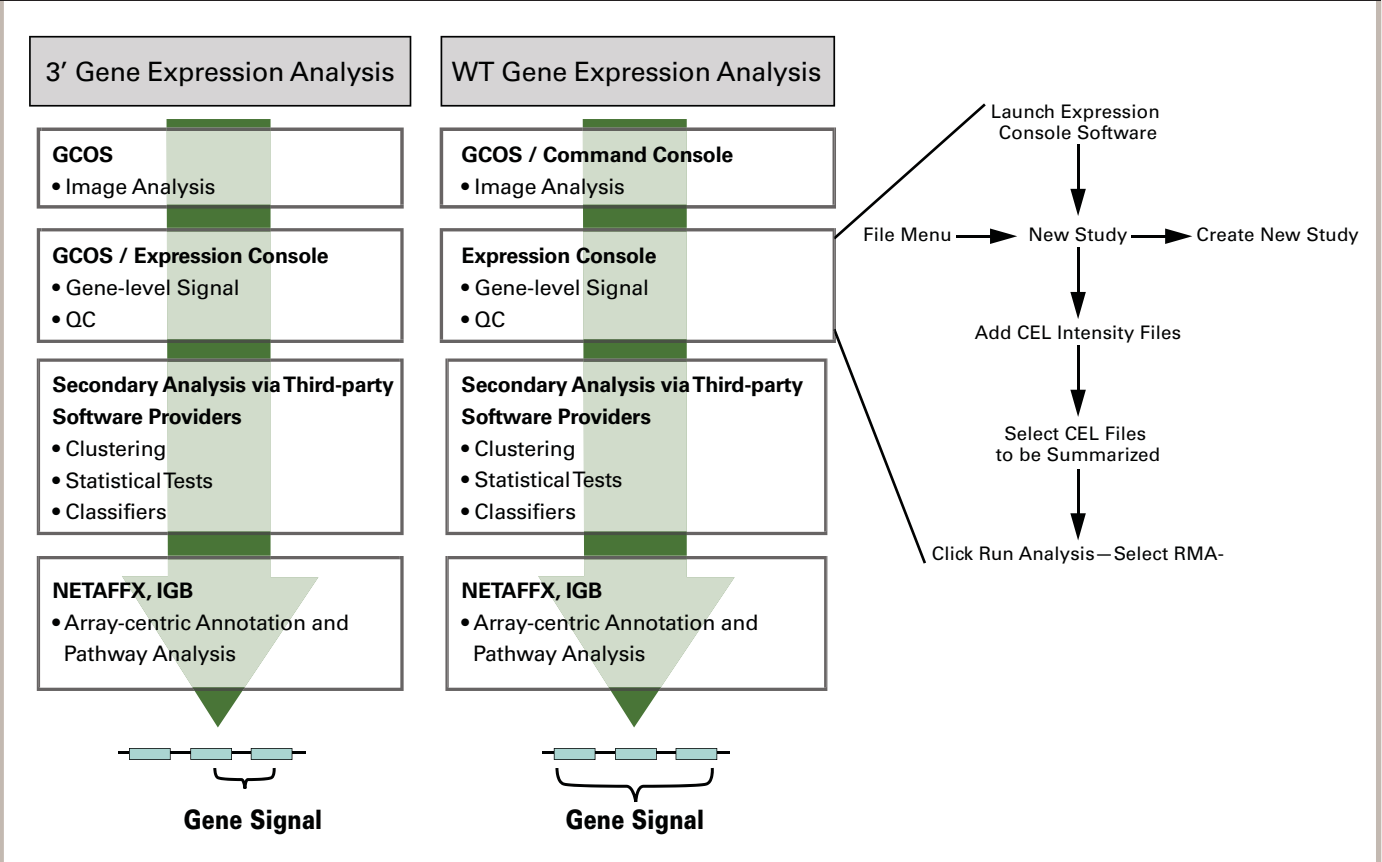 3’ Gene Expression Analysis
GCOS
• Image Analysis
GCOS / Expression Console
• Gene-level Signal
• QC
Secondary Analysis via Third-party
Software Providers
• Clustering
• Statistical Tests
• Classifiers
NETAFFX, IGB
• Array-centric Annotation and
Pathway Analysis
Gene Signal
WT Gene Expression Analysis
GCOS / Command Console
• Image Analysis
Expression Console
• Gene-level Signal
• QC
Secondary Analysis via Third-party
Software Providers
• Clustering
• Statistical Tests
• Classifiers
NETAFFX, IGB
• Array-centric Annotation and
Pathway Analysis
Gene Signal
Launch Expression
Console Software
File Menu
New Study
Create New Study
Add CEL Intensity Files
Select CEL Files
to be Summarized
Click Run Analysis—Select RMA-